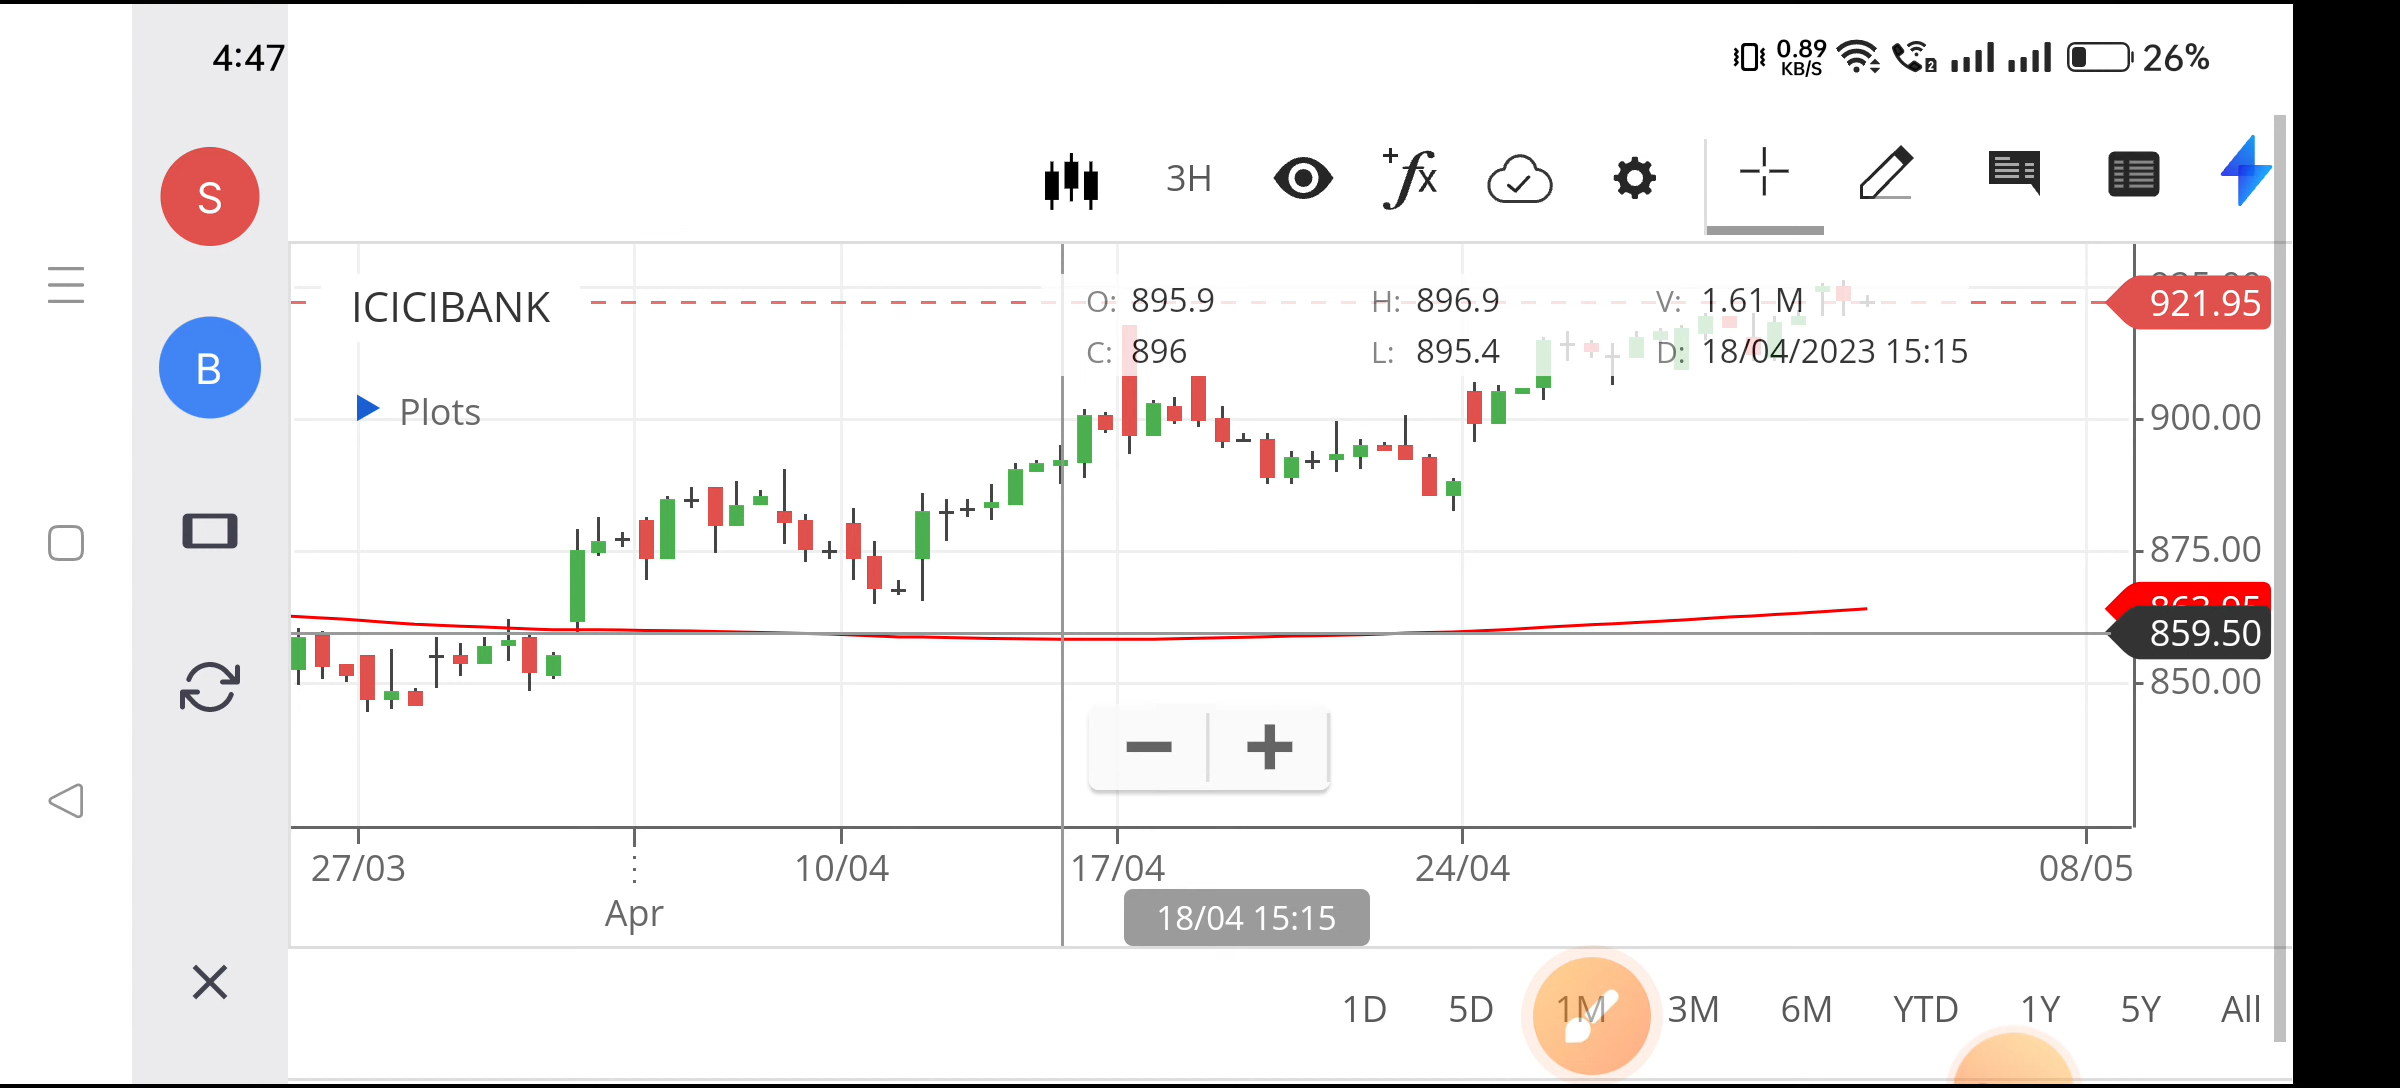 4:47
0.89
KB/S
2
26%
S
3H
+fx
B
ICICIBANK
O: 895.9 H: 896.9 V: 1.61 M
C: 896 L: 895.4 D: 18/04/2023 15:15
921.95
Plots
900.00
875.00
859.50
850.00
27/03 10/04 17/04 24/04 08/05
Apr
18/04 15:15
1D 5D 1M 3M 6M YTD 1Y 5Y All